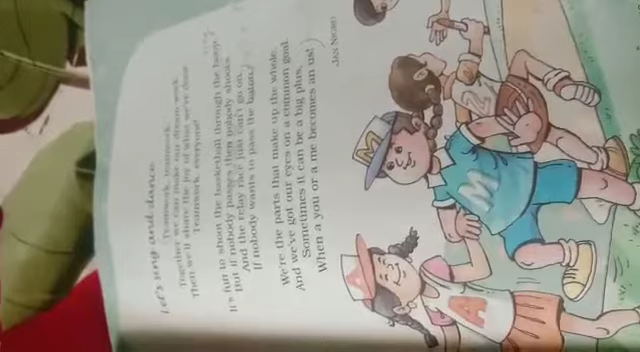 Let's sing and dance
Teamwork, teamwork,
Together we can make our dream work.
Then we'll share the joy of what we've done
Teamwork, everyone!
It's fun to shoot the basketball through the hoop,
But if nobody passes then nobody shoots.
And the relay race just can't go on,
If nobody wants to pass the baton.
We're the parts that make up the whole,
And we've got our eyes on a common goal.
Sometimes it can be a big plus,
When a you or a me becomes an us!
JAN NIGRO
M
M
A
2